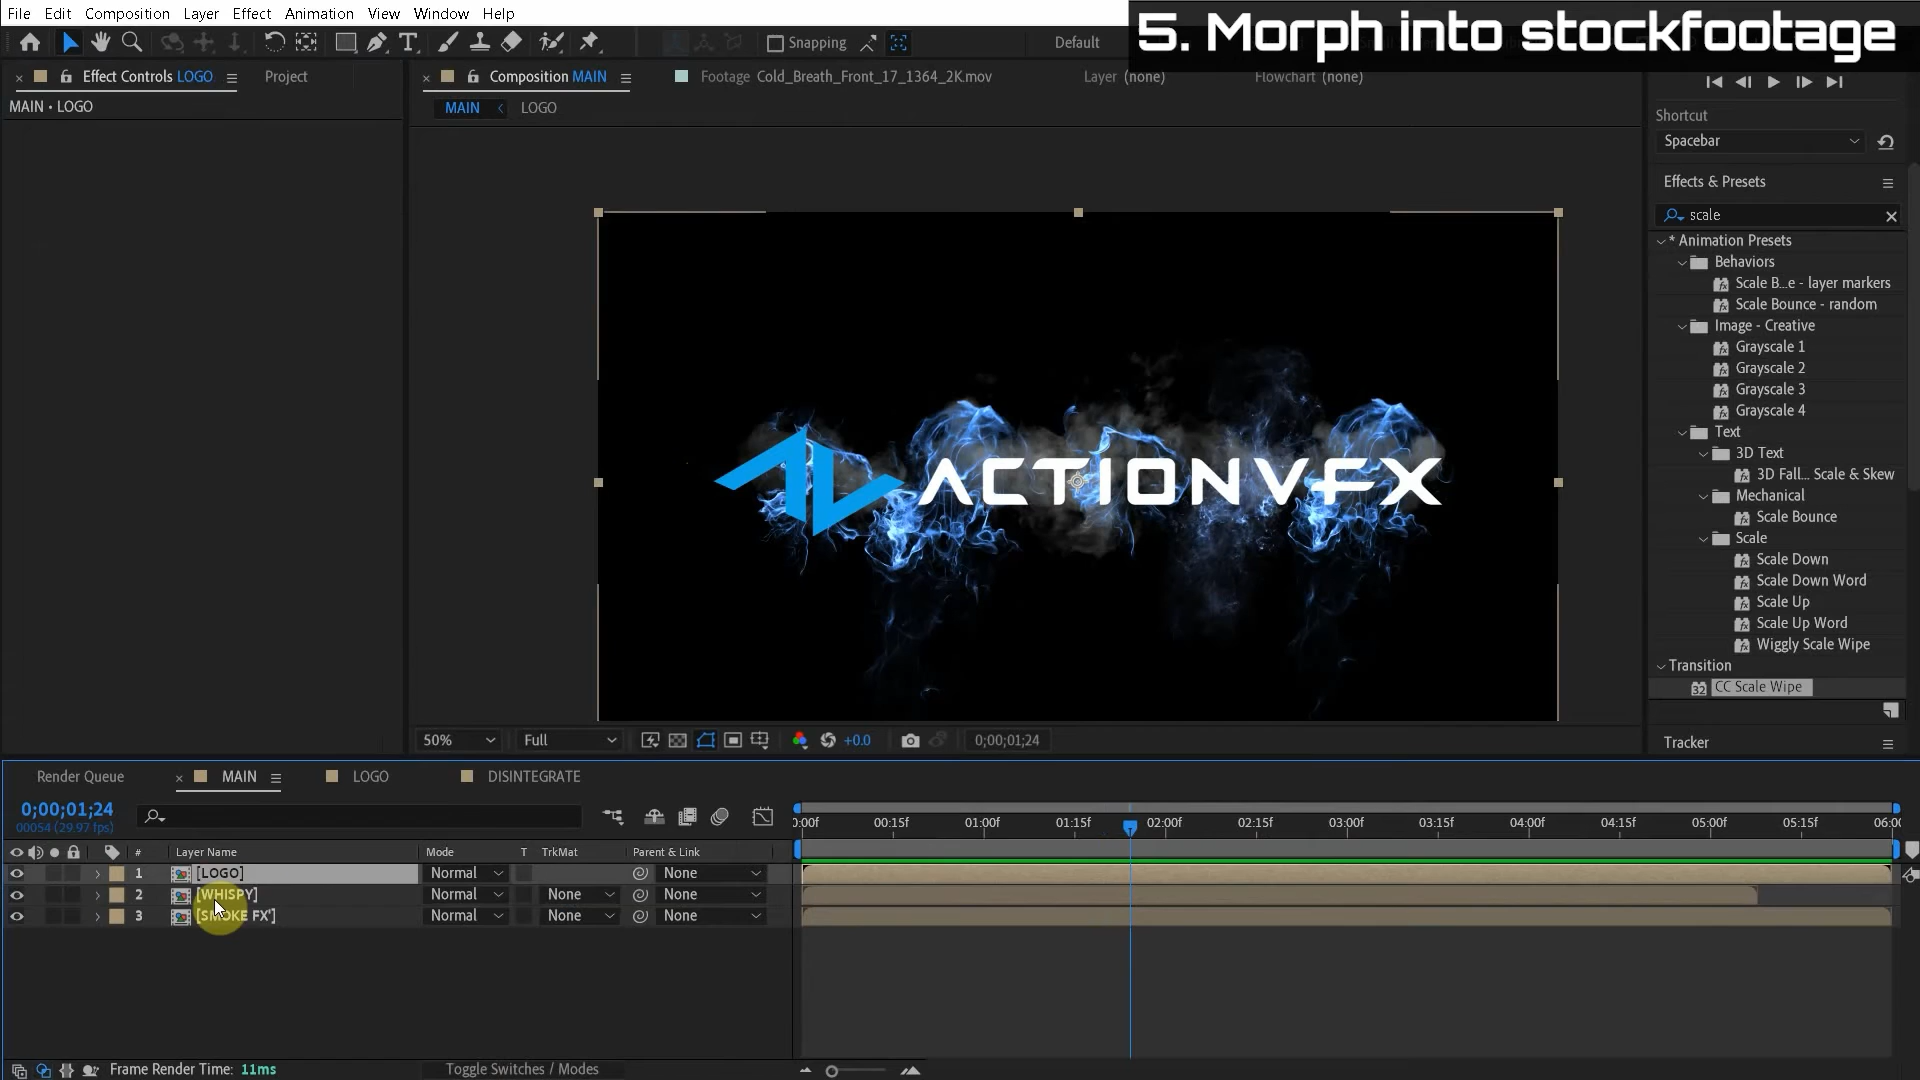 File Edit Composition Layer Effect Animation View Window Help
5. Morph into stockfootage
Snapping
Default
Effect Controls LOGO
Project
Composition MAIN
Footage Cold_Breath_Front_17_1364_2K.mov
Layer (none)
Flowchart (none)
MAIN • LOGO
MAIN
LOGO
Shortcut
Spacebar
Effects & Presets
scale
* Animation Presets
Behaviors
Scale B...e - layer markers
Scale Bounce - random
Image - Creative
Grayscale 1
Grayscale 2
Grayscale 3
Grayscale 4
Text
3D Text
3D Fall... Scale & Skew
Mechanical
Scale Bounce
Scale
Scale Down
Scale Down Word
Scale Up
Scale Up Word
Wiggly Scale Wipe
Transition
32 CC Scale Wipe
Tracker
ACTIONVFX
50%
Full
+0.0
0;00;01;24
Render Queue
MAIN
LOGO
DISINTEGRATE
0;00;01;24
00054 (29.97 fps)
0:00f 00:15f 01:00f 01:15f 02:00f 02:15f 03:00f 03:15f 04:00f 04:15f 05:00f 05:15f 06:00
# Layer Name Mode T TrkMat Parent & Link
1 [LOGO] Normal None
2 [WHISPY] Normal None None
3 [SMOKE FX'] Normal None None
Frame Render Time: 11ms
Toggle Switches / Modes